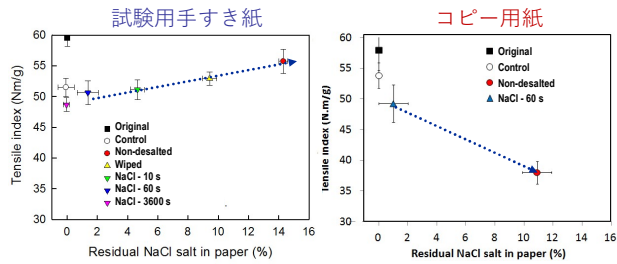 試験用手すき紙
コピー用紙
Tensile index (Nm/g)
60
55
50
45
40
35
30
Original
Control
Non-desalted
Wiped
NaCl - 10 s
NaCl - 60 s
NaCl - 3600 s
0 2 4 6 8 10 12 14 16
Residual NaCl salt in paper (%)
Tensile index (N.m/g)
60
55
50
45
40
35
30
Original
Control
Non-desalted
NaCl - 60 s
0 2 4 6 8 10 12 14 16
Residual NaCl salt in paper (%)